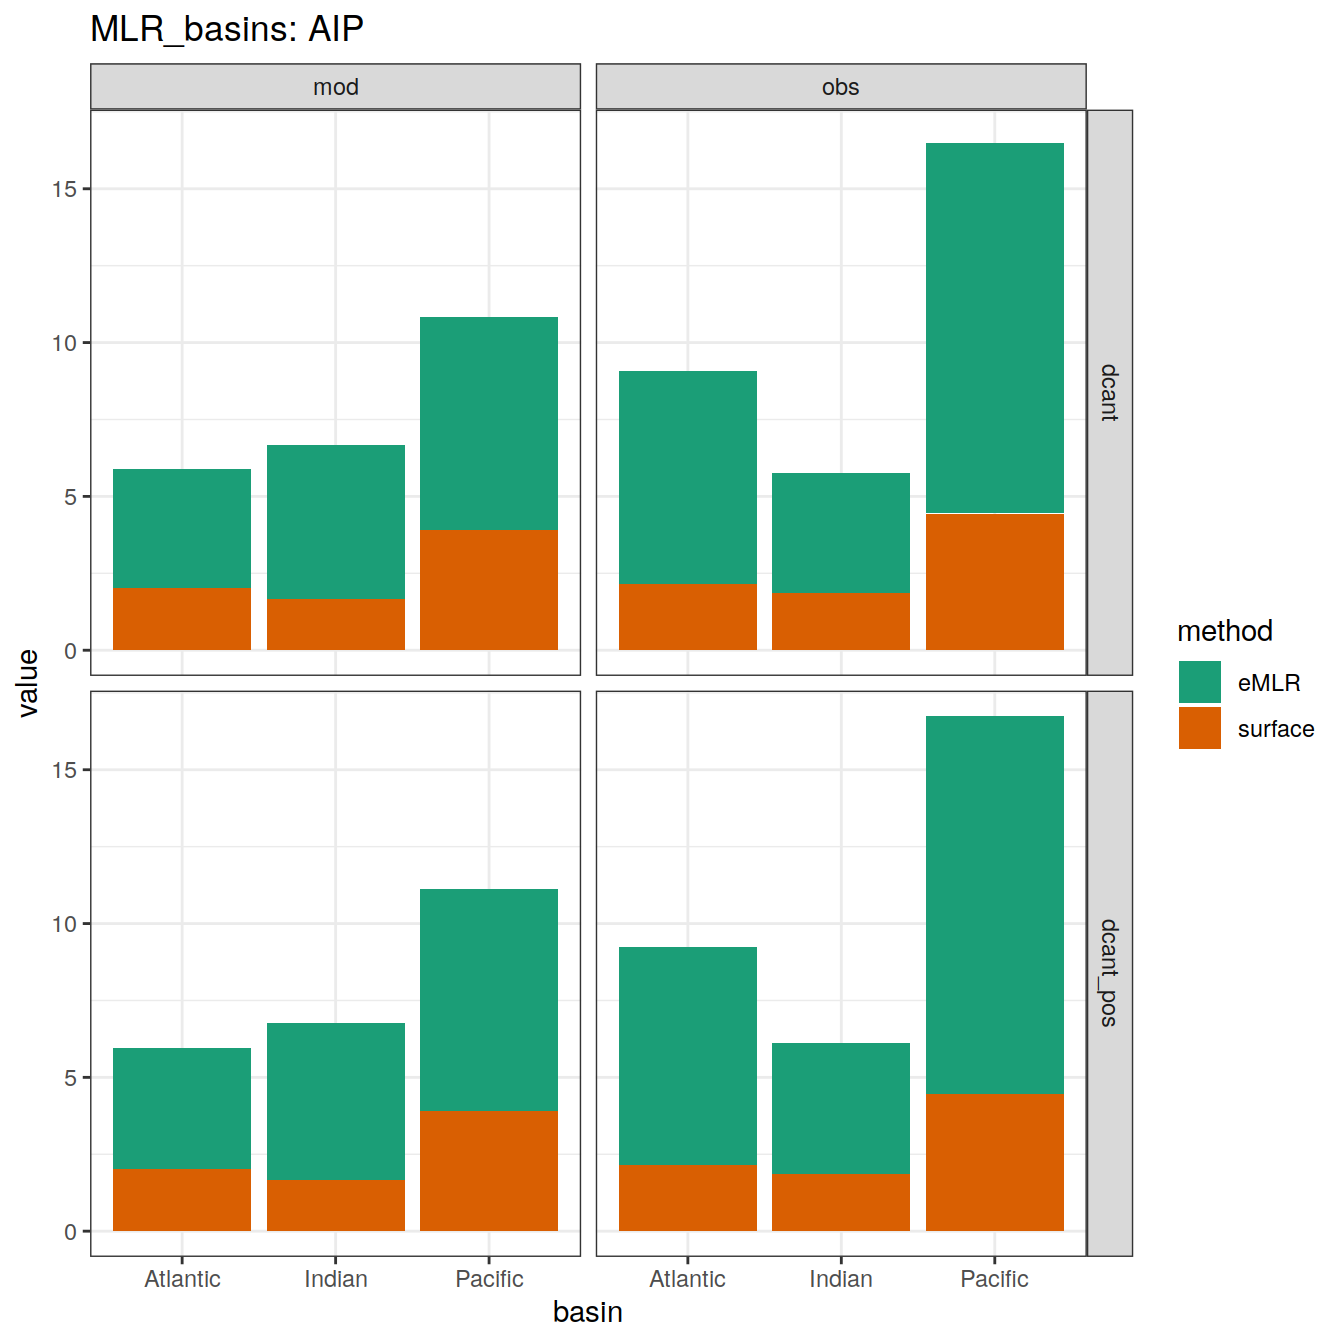 MLR_basins: AIP
mod
obs
15
10
5
0
dcant
15
10
5
0
dcant_pos
value
Atlantic
Indian
Pacific
Atlantic
Indian
Pacific
basin
method
eMLR
surface